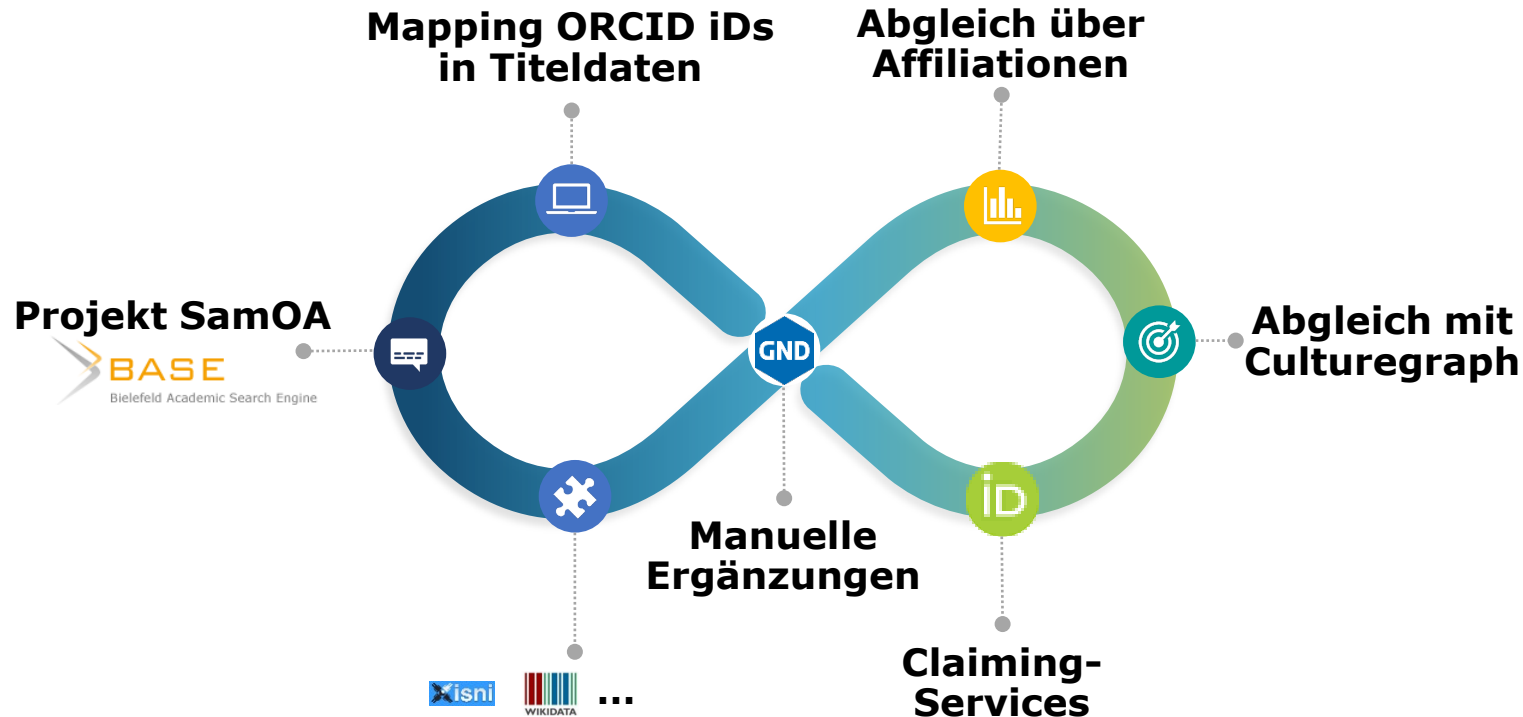 Mapping ORCID iDs
in Titeldaten
Abgleich über
Affiliationen
Projekt SamOA
BASE
Bielefeld Academic Search Engine
GND
Abgleich mit
Culturegraph
iD
Manuelle
Ergänzungen
isni
WIKIDATA
...
Claiming-
Services